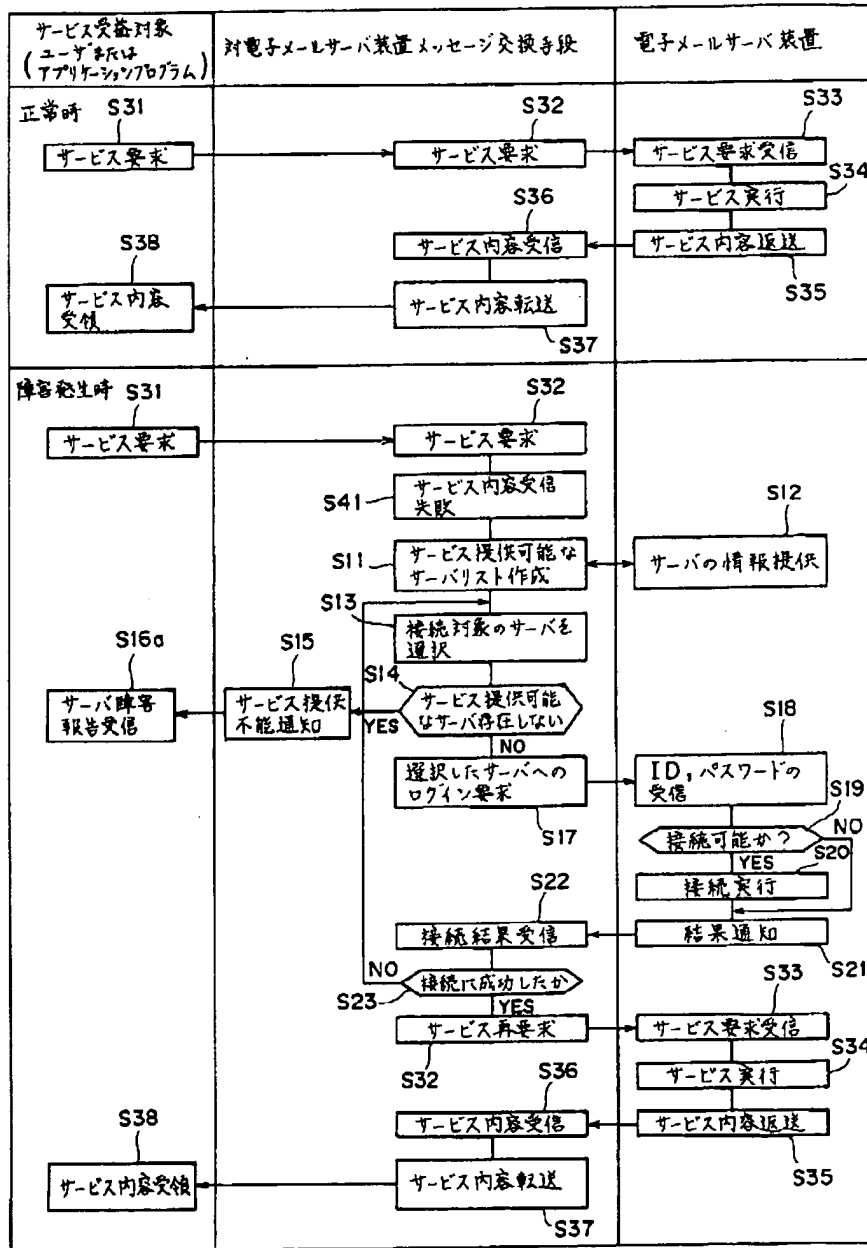 サービス受益対象
(ユーザまたは
アプリケーションプログラム)
対電子メールサーバ装置メッセージ交換手段
電子メールサーバ装置
正常時
S31
サービス要求
S32
サービス要求
S33
サービス要求受信
S34
サービス実行
S36
サービス内容受信
サービス内容返送
S35
S38
サービス内容
受領
サービス内容転送
S37
障害発生時
S31
サービス要求
S32
サービス要求
S41
サービス内容受信
失敗
S11
サービス提供可能な
サーバリスト作成
S12
サーバの情報提供
S13
接続対象のサーバを
選択
S14
サービス提供可能
なサーバ存在しない
YES
NO
S15
サービス提供
不能通知
S16a
サーバ障害
報告受信
選択したサーバへの
ログイン要求
S17
S18
ID,パスワードの
受信
S19
接続可能か?
NO
YES
S20
接続実行
S22
接続結果受信
結果通知
S21
NO
S23
接続に成功したか
YES
サービス再要求
S32
S33
サービス要求受信
S34
サービス実行
S36
サービス内容受信
サービス内容返送
S35
S38
サービス内容受領
サービス内容転送
S37